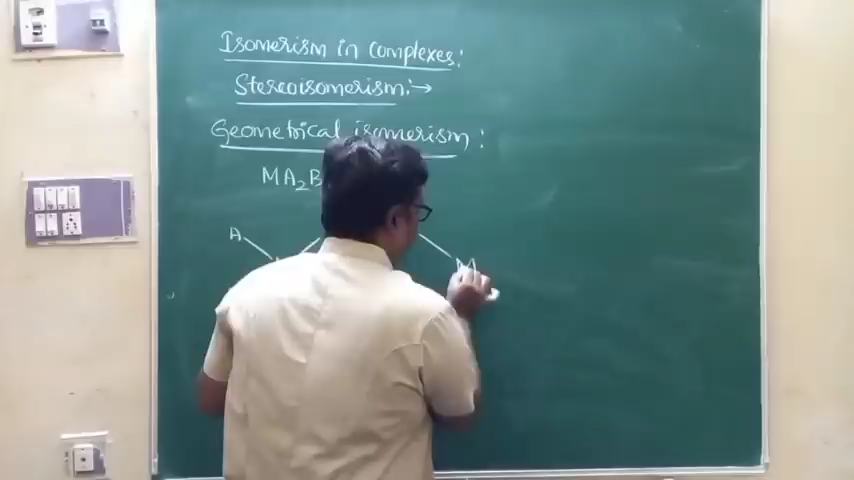 Isomerism in complexes:
Stereoisomerism:→
Geometrical isomerism:
MA₂B
A
M